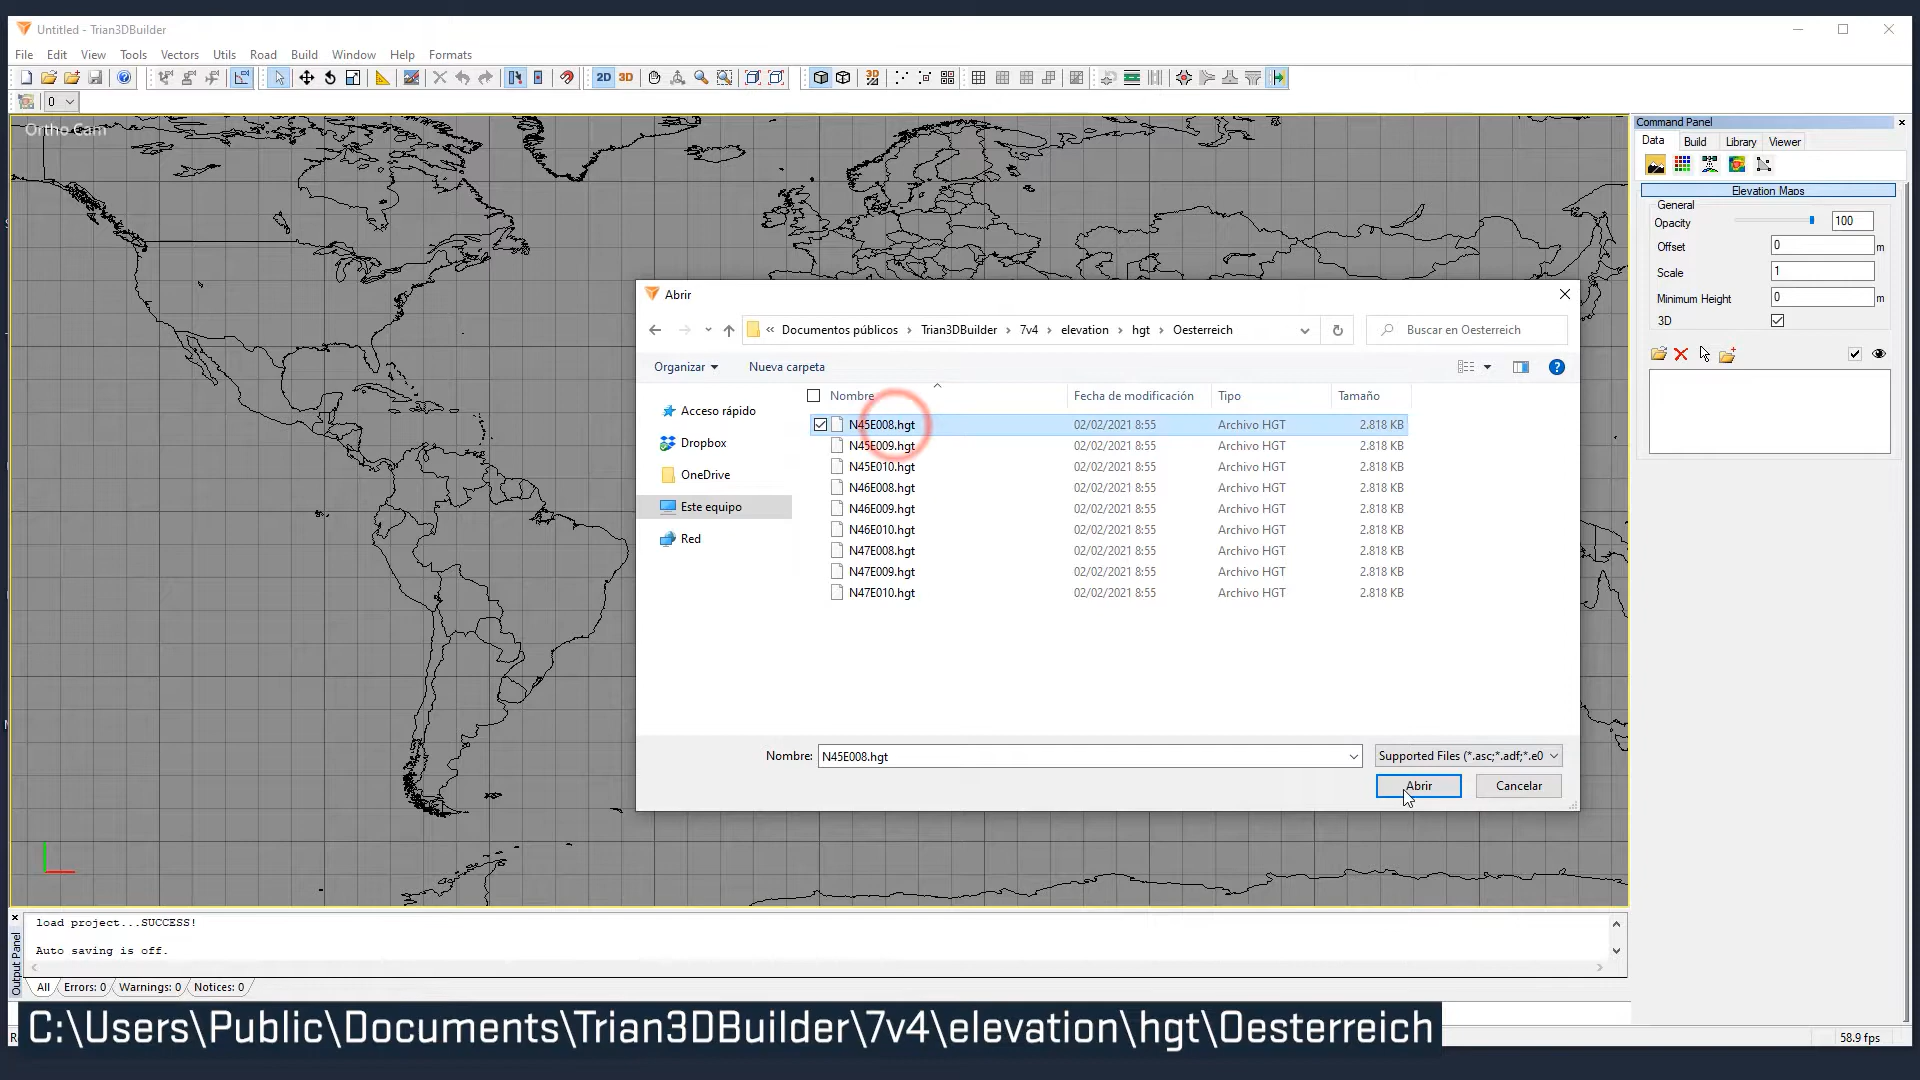 Untitled - Trian3DBuilder
File Edit View Tools Vectors Utils Road Build Window Help Formats
2D 3D 3D
0
Ortho Cam
Command Panel
Data Build Library Viewer
Elevation Maps
General
Opacity 100
Offset 0 m
Scale 1
Minimum Height 0 m
3D
Abrir
« Documentos públicos > Trian3DBuilder > 7v4 > elevation > hgt > Oesterreich
Buscar en Oesterreich
Organizar Nueva carpeta
Acceso rápido
Dropbox
OneDrive
Este equipo
Red
Nombre Fecha de modificación Tipo Tamaño
N45E008.hgt 02/02/2021 8:55 Archivo HGT 2.818 KB
N45E009.hgt 02/02/2021 8:55 Archivo HGT 2.818 KB
N45E010.hgt 02/02/2021 8:55 Archivo HGT 2.818 KB
N46E008.hgt 02/02/2021 8:55 Archivo HGT 2.818 KB
N46E009.hgt 02/02/2021 8:55 Archivo HGT 2.818 KB
N46E010.hgt 02/02/2021 8:55 Archivo HGT 2.818 KB
N47E008.hgt 02/02/2021 8:55 Archivo HGT 2.818 KB
N47E009.hgt 02/02/2021 8:55 Archivo HGT 2.818 KB
N47E010.hgt 02/02/2021 8:55 Archivo HGT 2.818 KB
Nombre: N45E008.hgt
Supported Files (*.asc;*.adf;*.e0
Abrir Cancelar
load project...SUCCESS!
Auto saving is off.
Output Panel
All Errors: 0 Warnings: 0 Notices: 0
C:\Users\Public\Documents\Trian3DBuilder\7v4\elevation\hgt\Oesterreich
58.9 fps